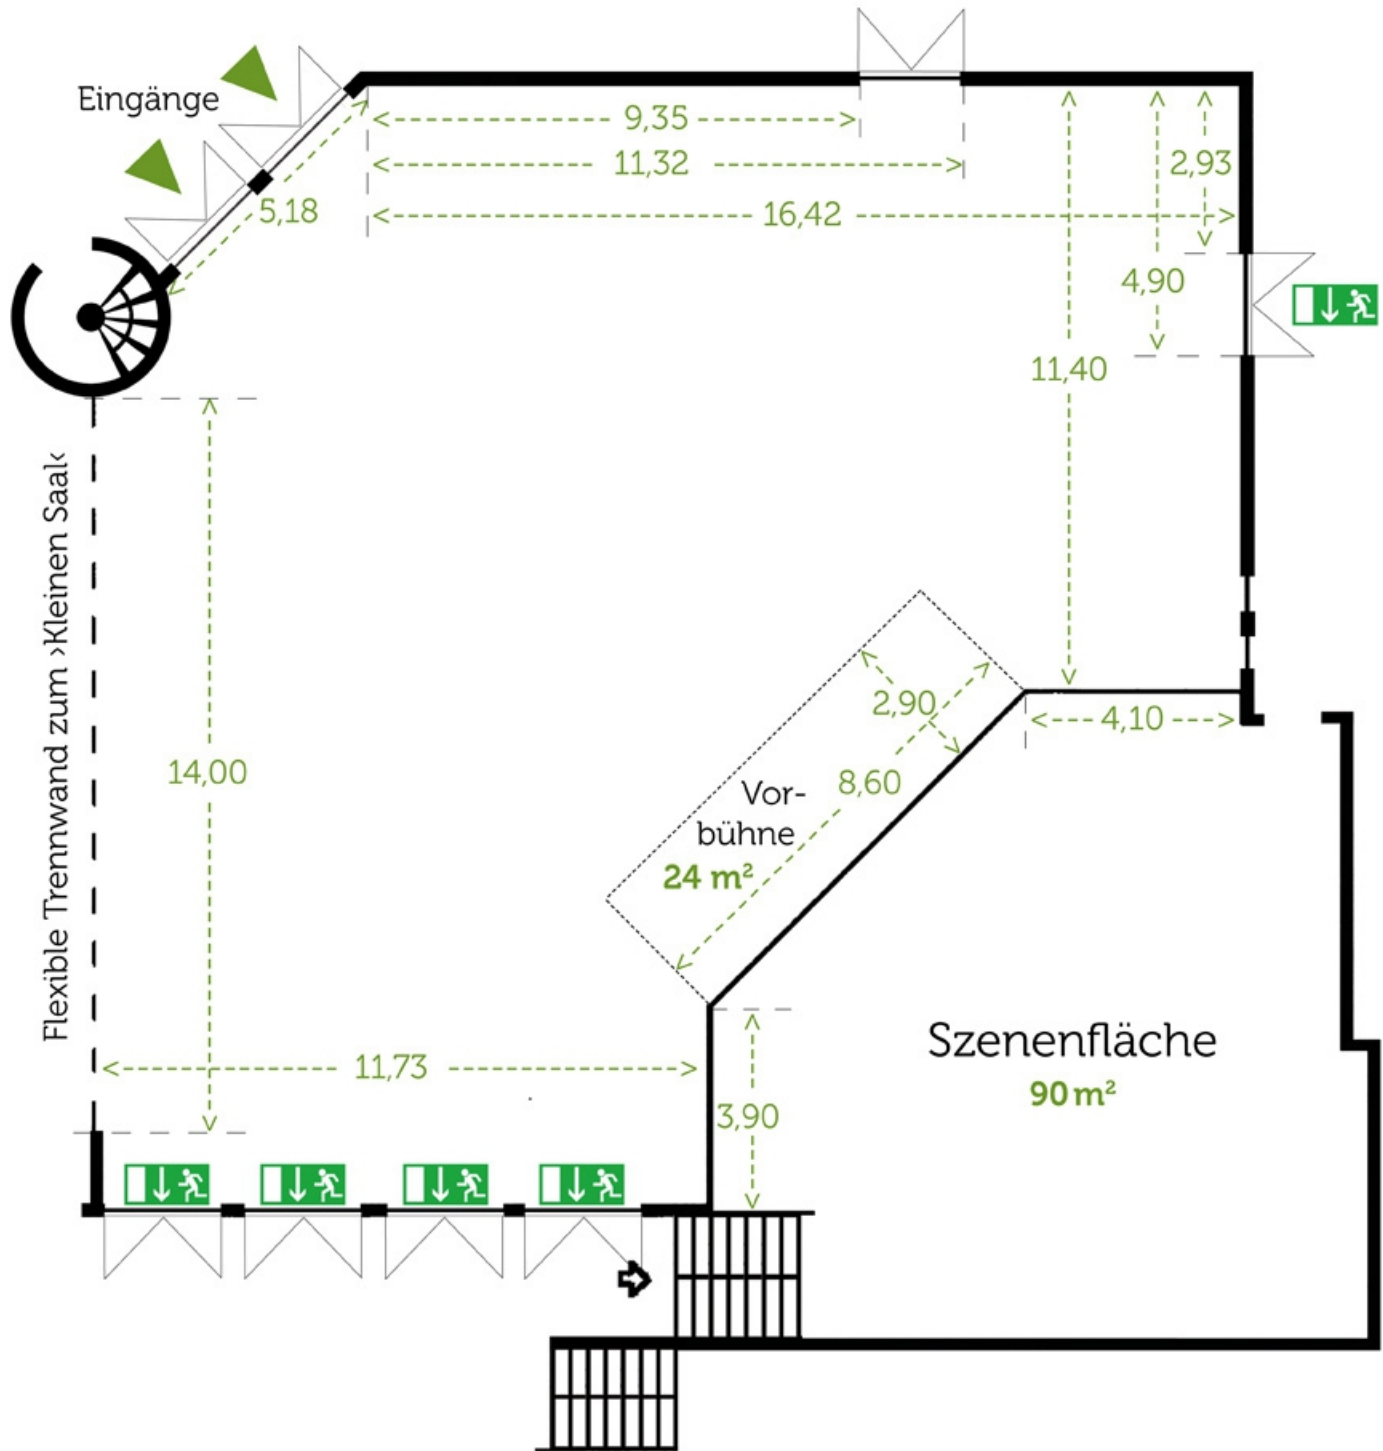 Eingänge
9,35
11,32
2,93
5,18
16,42
4,90
11,40
Flexible Trennwand zum ›Kleinen Saal‹
2,90
4,10
14,00
8,60
Vor-
bühne
24 m²
Szenenfläche
90 m²
11,73
3,90